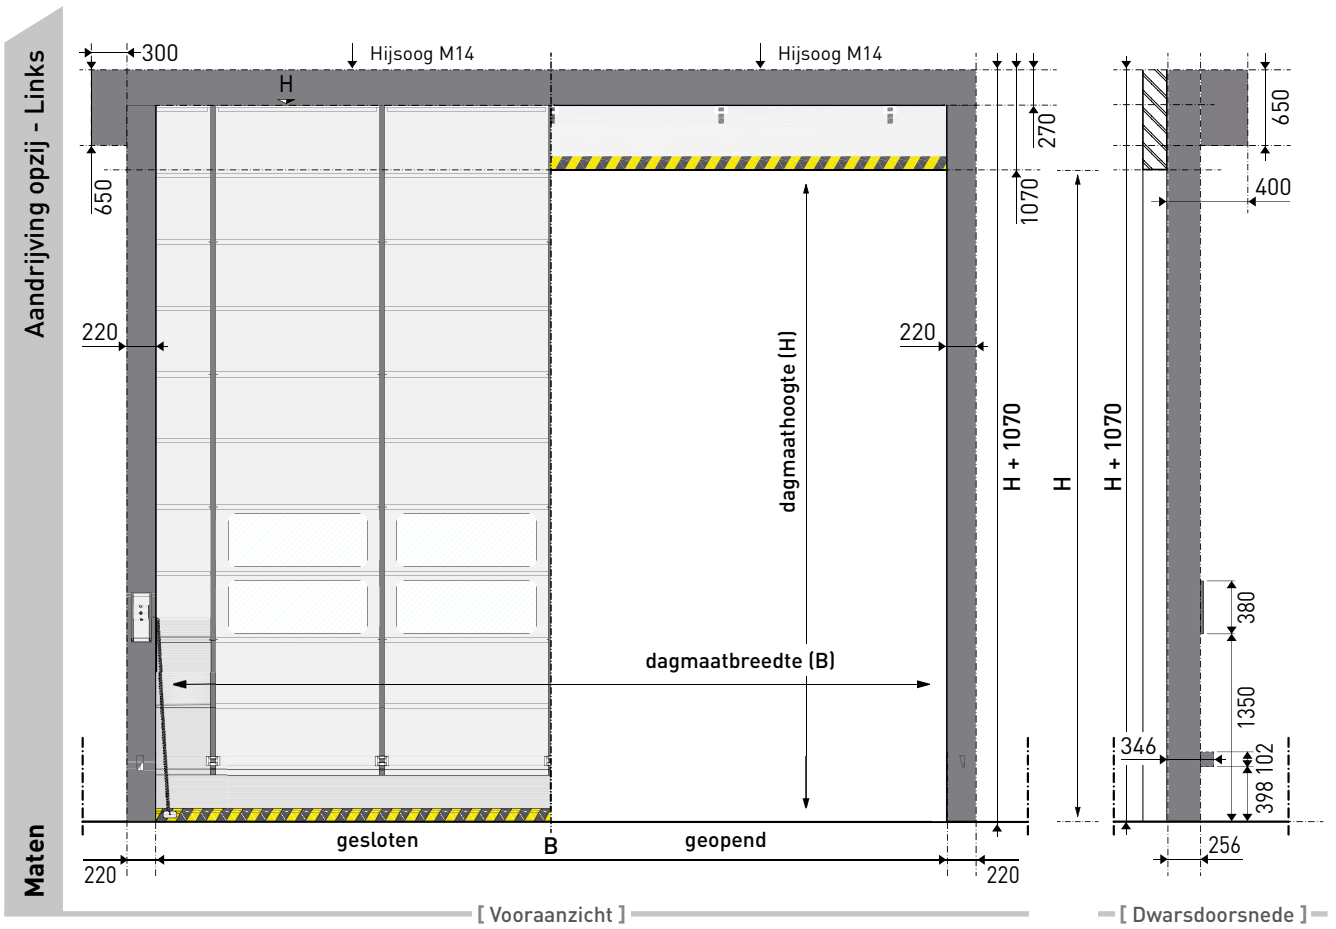 Aandrijving opzij - Links
Maten
300
Hijsoog M14
Hijsoog M14
H
650
270
1070
650
400
220
220
dagmaathoogte (H)
H + 1070
H
H + 1070
380
dagmaatbreedte (B)
1350
346
102
398
gesloten
B
geopend
256
220
220
[ Vooraanzicht ]
[ Dwarsdoorsnede ]